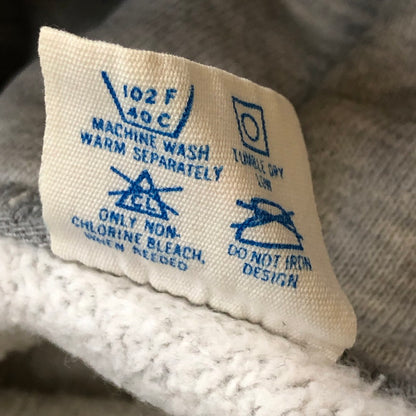 102 F
40 C
MACHINE WASH
WARM SEPARATELY
TUMBLE DRY
LOW
CL
ONLY NON-
CHLORINE BLEACH,
WHEN NEEDED
DO NOT IRON
DESIGN